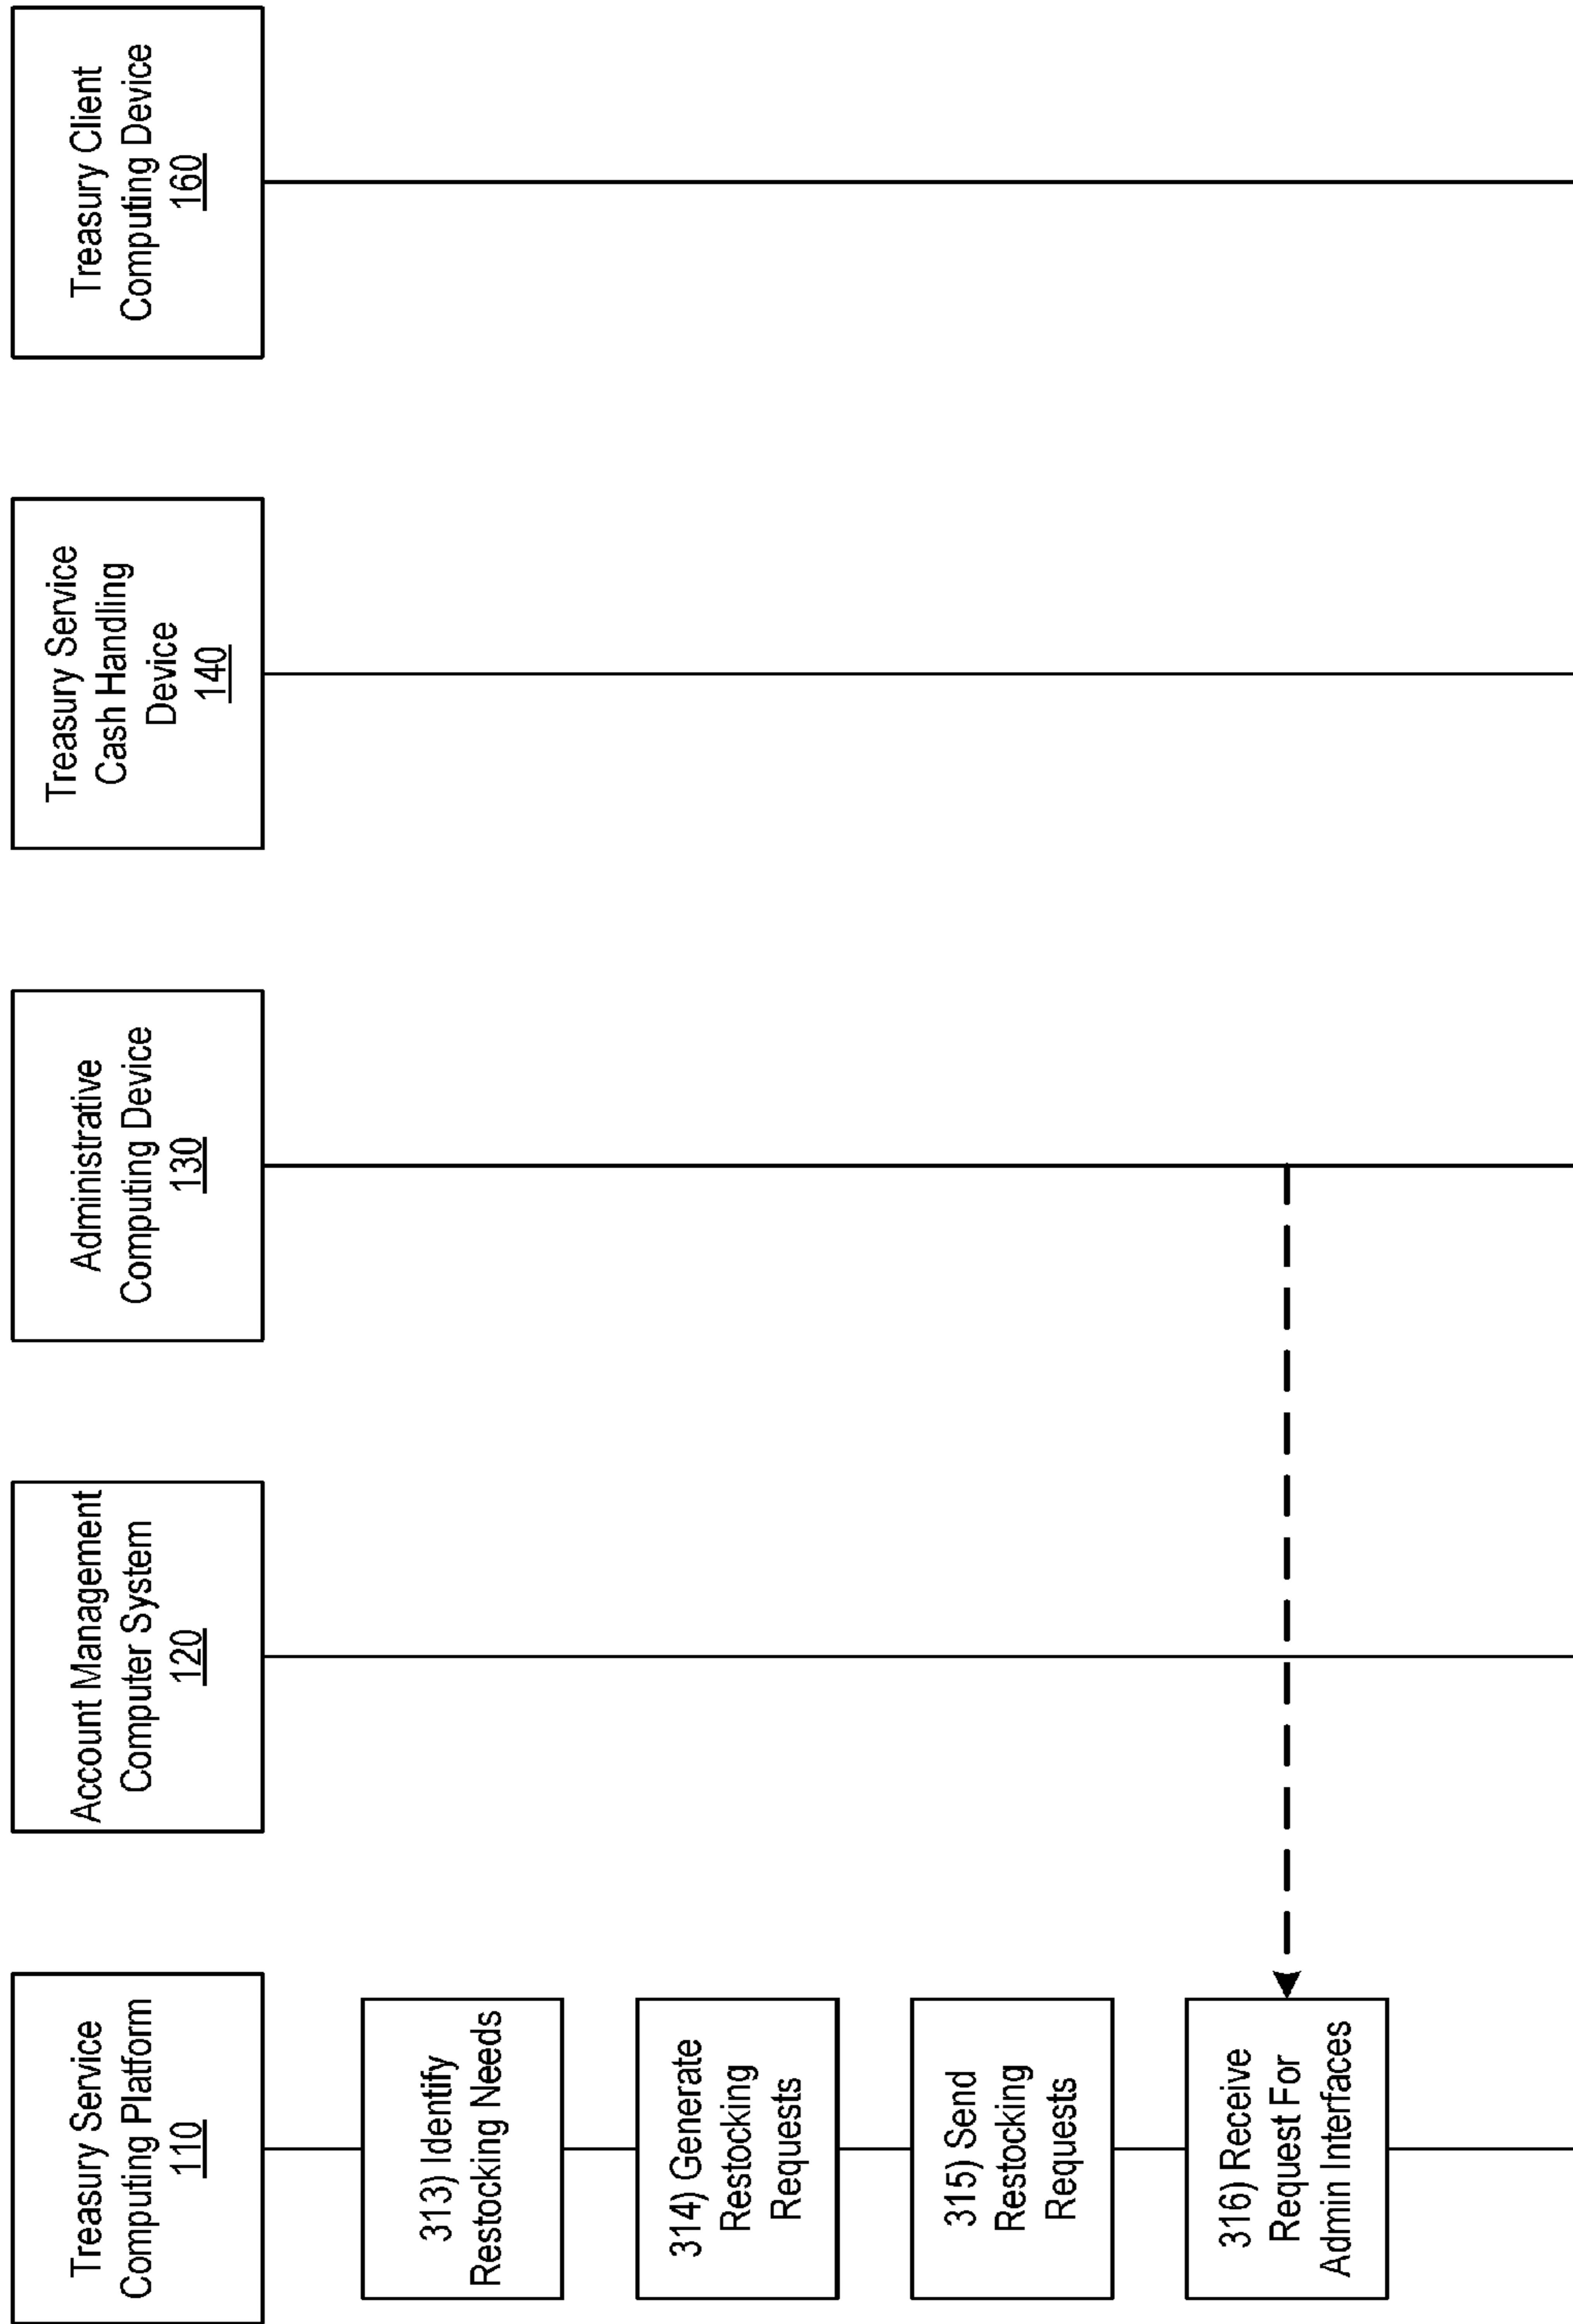 Treasury Service
Computing Platform
110
Account Management
Computer System
120
Administrative
Computing Device
130
Treasury Service
Cash Handling
Device
140
Treasury Client
Computing Device
160
313) Identify
Restocking Needs
314) Generate
Restocking
Requests
315) Send
Restocking
Requests
316) Receive
Request For
Admin Interfaces